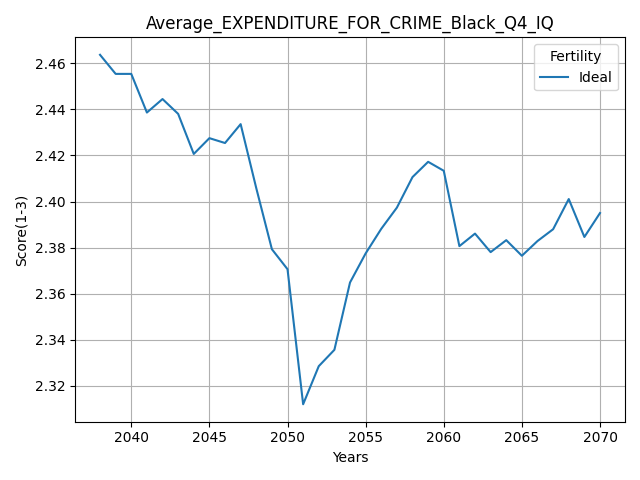 Average_EXPENDITURE_FOR_CRIME_Black_Q4_IQ
Fertility
Ideal
2.46
2.44
2.42
2.40
2.38
2.36
2.34
2.32
Score(1-3)
2040 2045 2050 2055 2060 2065 2070
Years